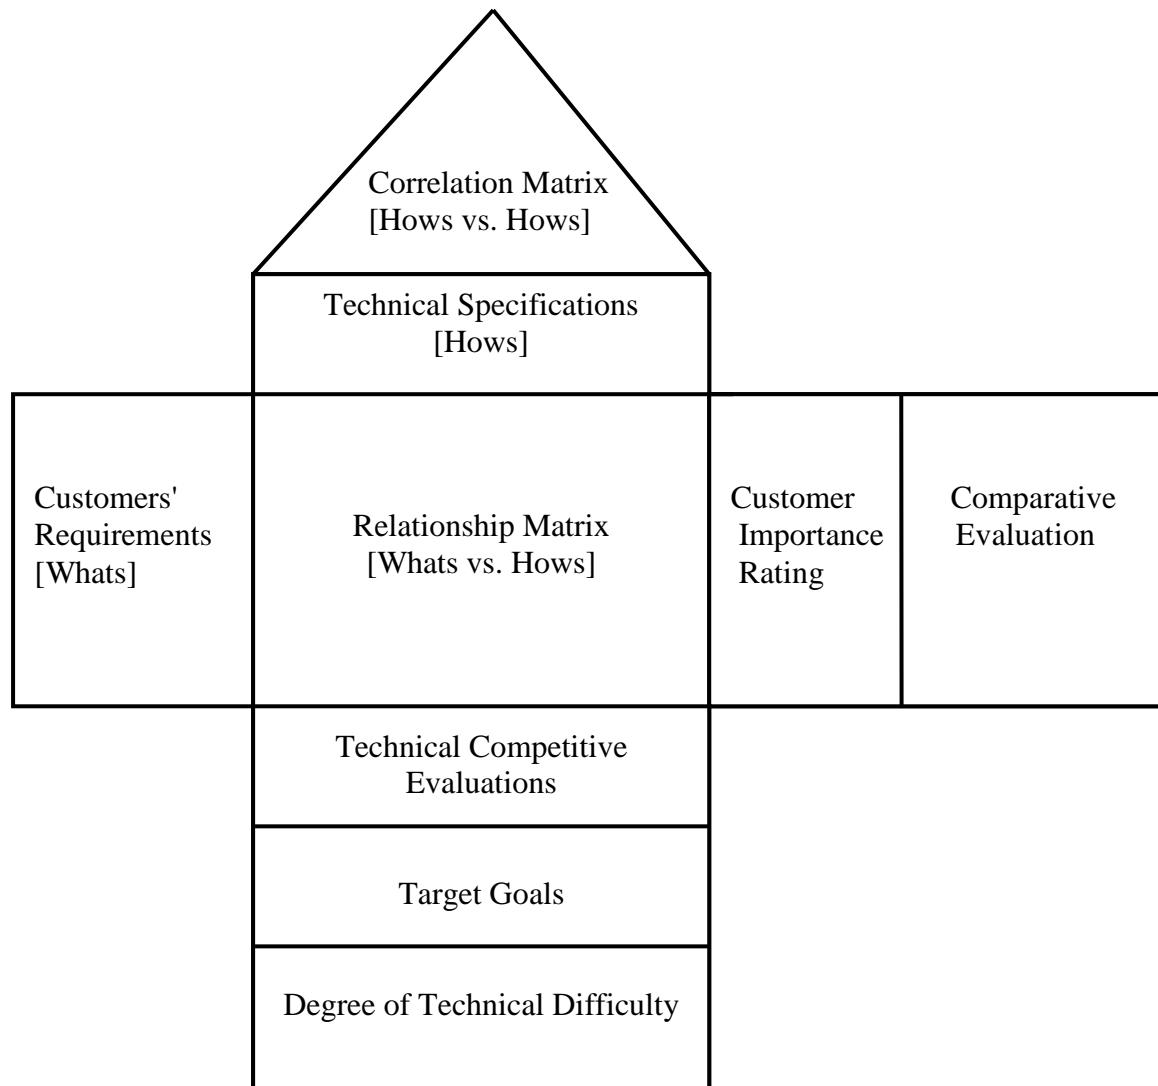 Correlation Matrix
[Hows vs. Hows]
Technical Specifications
[Hows]
Customers'
Requirements
[Whats]
Relationship Matrix
[Whats vs. Hows]
Customer
Importance
Rating
Comparative
Evaluation
Technical Competitive
Evaluations
Target Goals
Degree of Technical Difficulty